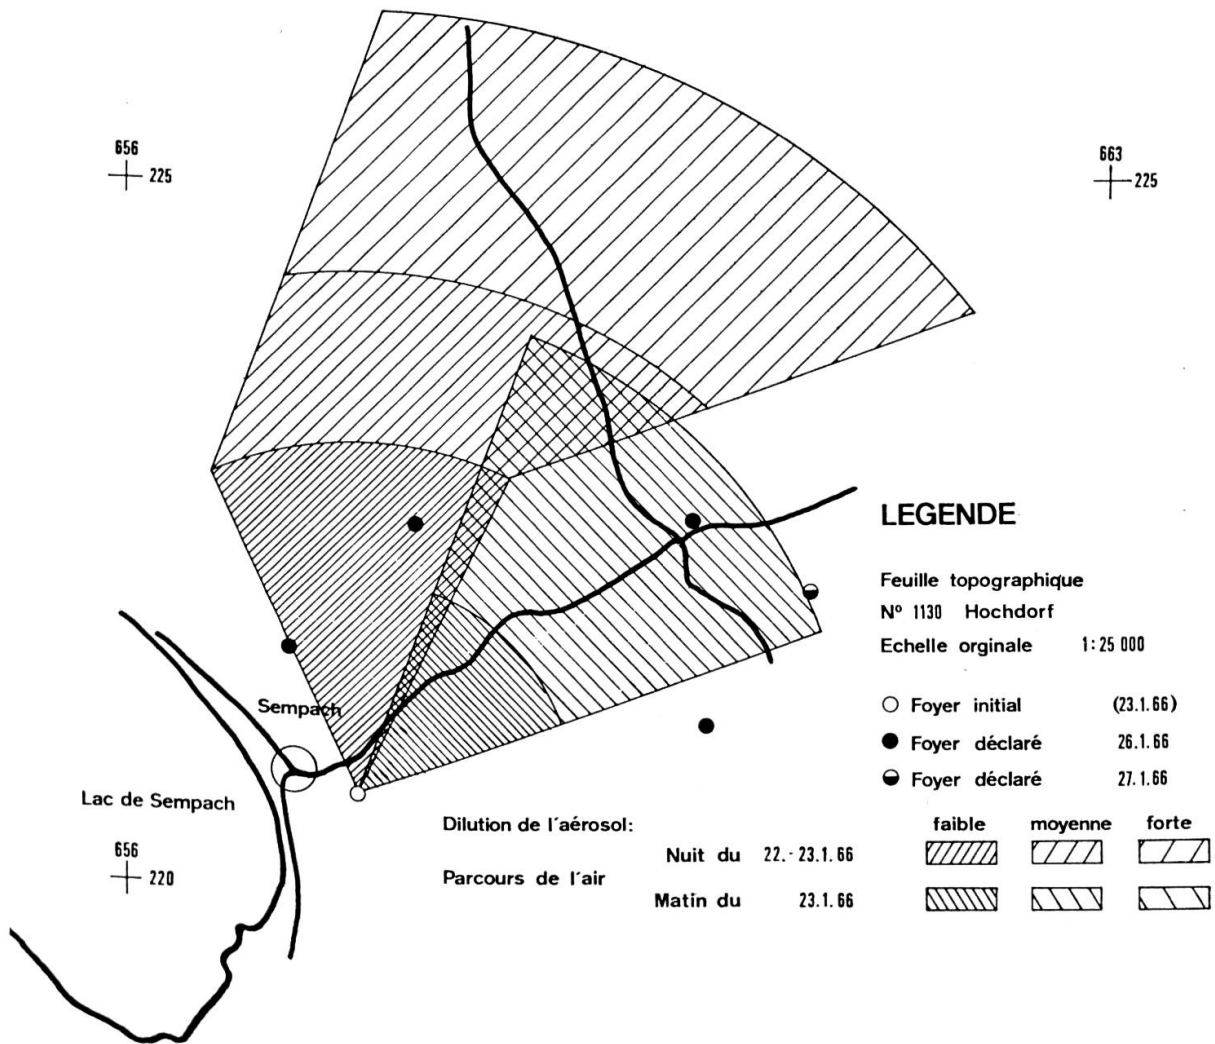 656
225
663
225
LEGENDE
Feuille topographique
Nº 1130 Hochdorf
Echelle orginale 1:25 000
Sempach
Foyer initial (23.1.66)
Foyer déclaré 26.1.66
Foyer déclaré 27.1.66
Lac de Sempach
656
220
Dilution de l´aérosol: faible moyenne forte
Nuit du 22.-23.1.66
Parcours de l´air
Matin du 23.1.66